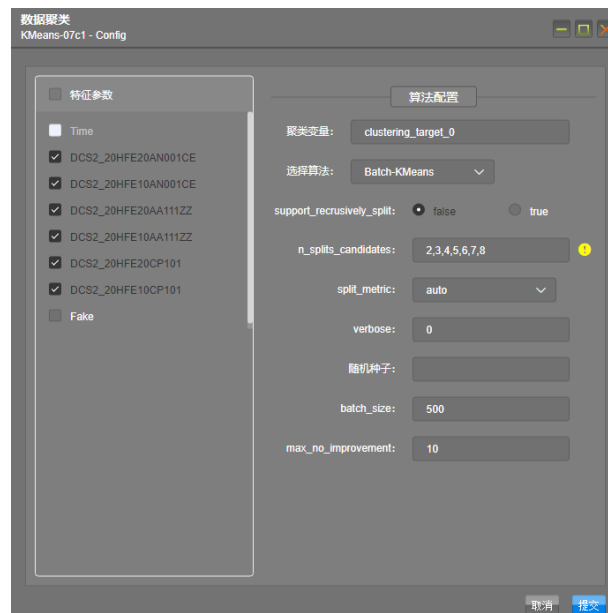 数据聚类
KMeans-07c1 - Config
特征参数
Time
DCS2_20HFE20AN001CE
DCS2_20HFE10AN001CE
DCS2_20HFE20AA111ZZ
DCS2_20HFE10AA111ZZ
DCS2_20HFE20CP101
DCS2_20HFE10CP101
Fake
算法配置
聚类变量： clustering_target_0
选择算法： Batch-KMeans
support_recrusively_split: false true
n_splits_candidates: 2,3,4,5,6,7,8
split_metric: auto
verbose: 0
随机种子：
batch_size: 500
max_no_improvement: 10
取消 提交